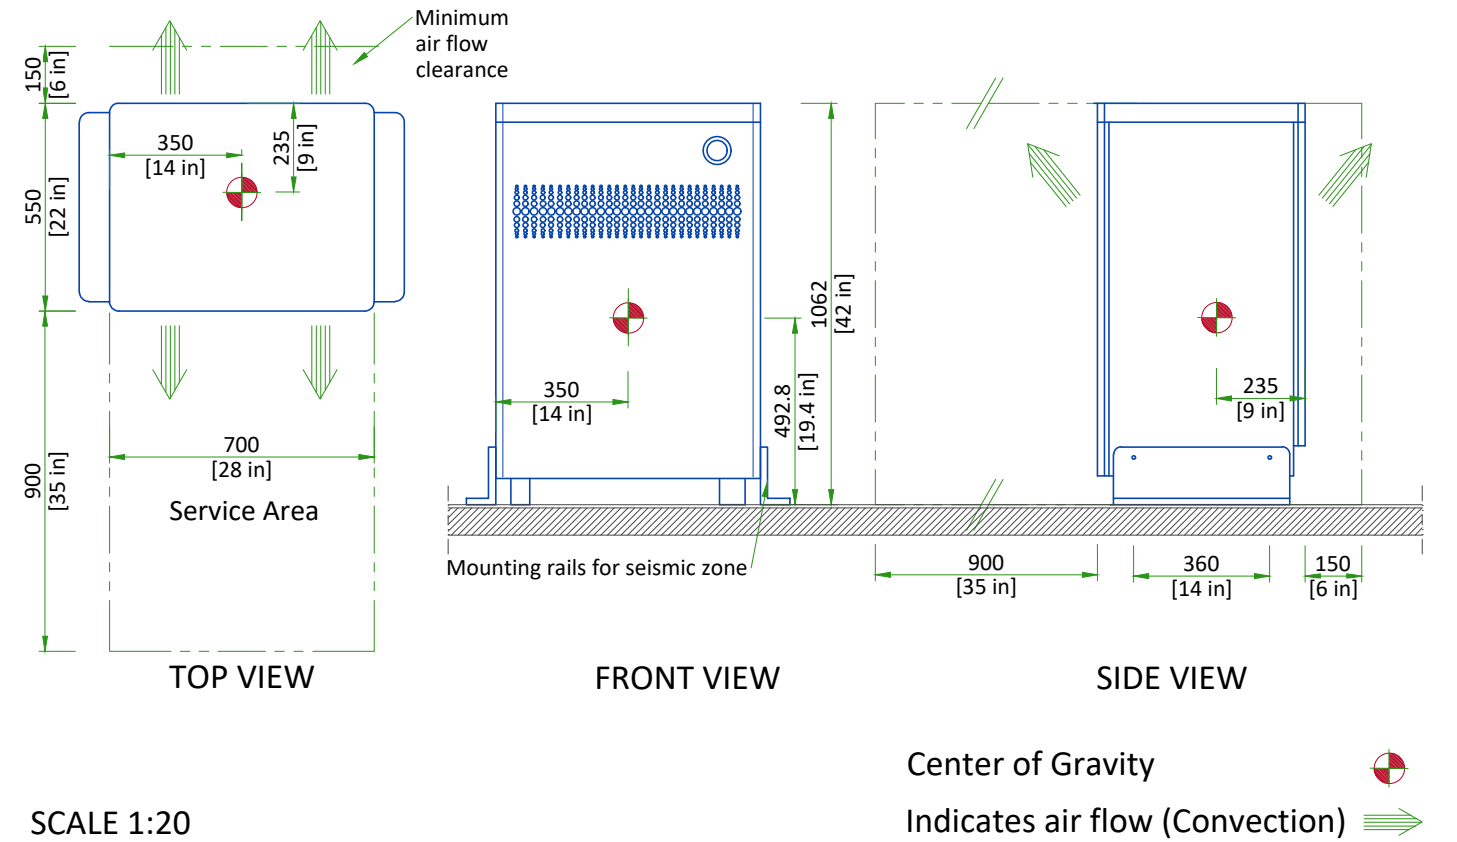 Minimum
air flow
clearance
150
[6 in]
350
[14 in]
235
[9 in]
550
[22 in]
700
[28 in]
Service Area
900
[35 in]
TOP VIEW
350
[14 in]
492.8
[19.4 in]
1062
[42 in]
Mounting rails for seismic zone
FRONT VIEW
235
[9 in]
900
[35 in]
360
[14 in]
150
[6 in]
SIDE VIEW
Center of Gravity
Indicates air flow (Convection)
SCALE 1:20